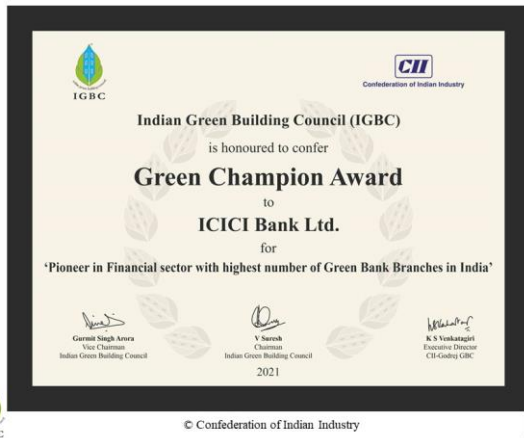 IGBC
CII
Confederation of Indian Industry
Indian Green Building Council (IGBC)
is honoured to confer
Green Champion Award
to
ICICI Bank Ltd.
for
‘Pioneer in Financial sector with highest number of Green Bank Branches in India’
Gurmit Singh Arora
Vice Chairman
Indian Green Building Council
V Suresh
Chairman
Indian Green Building Council
K S Venkatagiri
Executive Director
CII-Godrej GBC
2021
© Confederation of Indian Industry